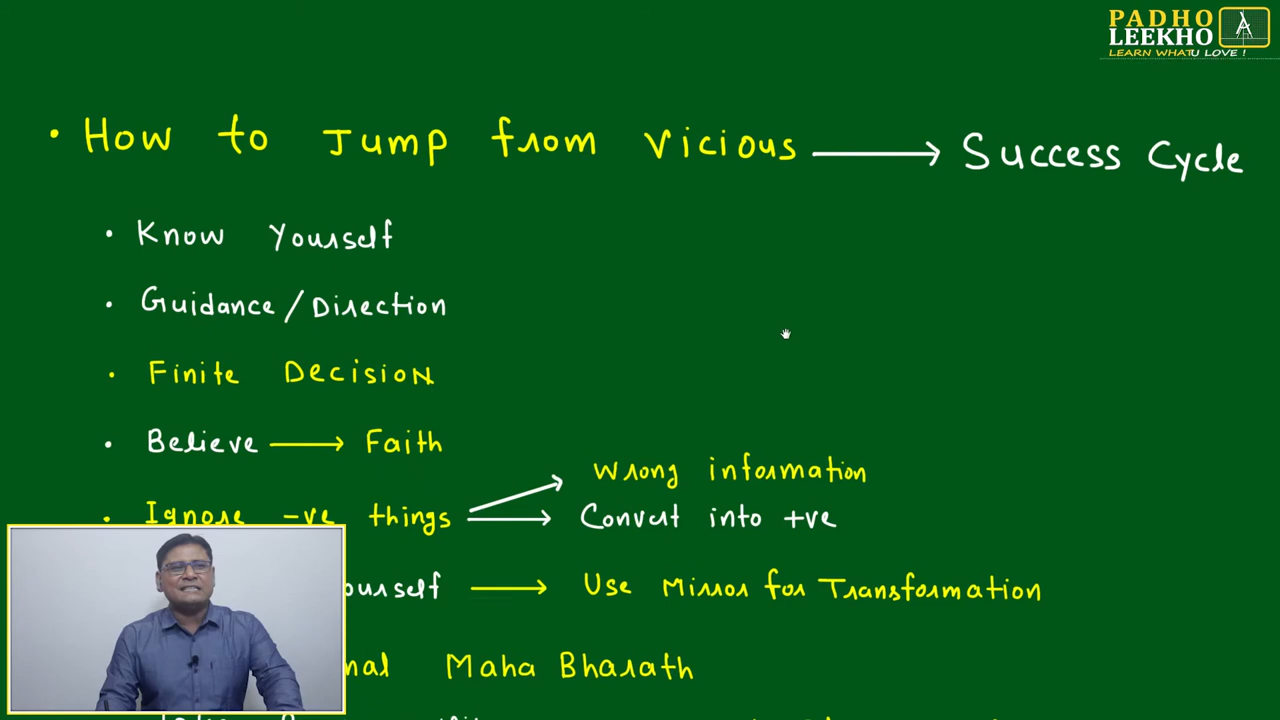 PADHO
LEEKHO
LEARN WHAT U LOVE !
• How to Jump from Vicious → Success Cycle
• Know Yourself
• Guidance/Direction
• Finite Decision
• Believe → Faith
• Ignore -ve things → Wrong information
→ Convert into +ve
ourself → Use Mirror for Transformation
nal Maha Bharath